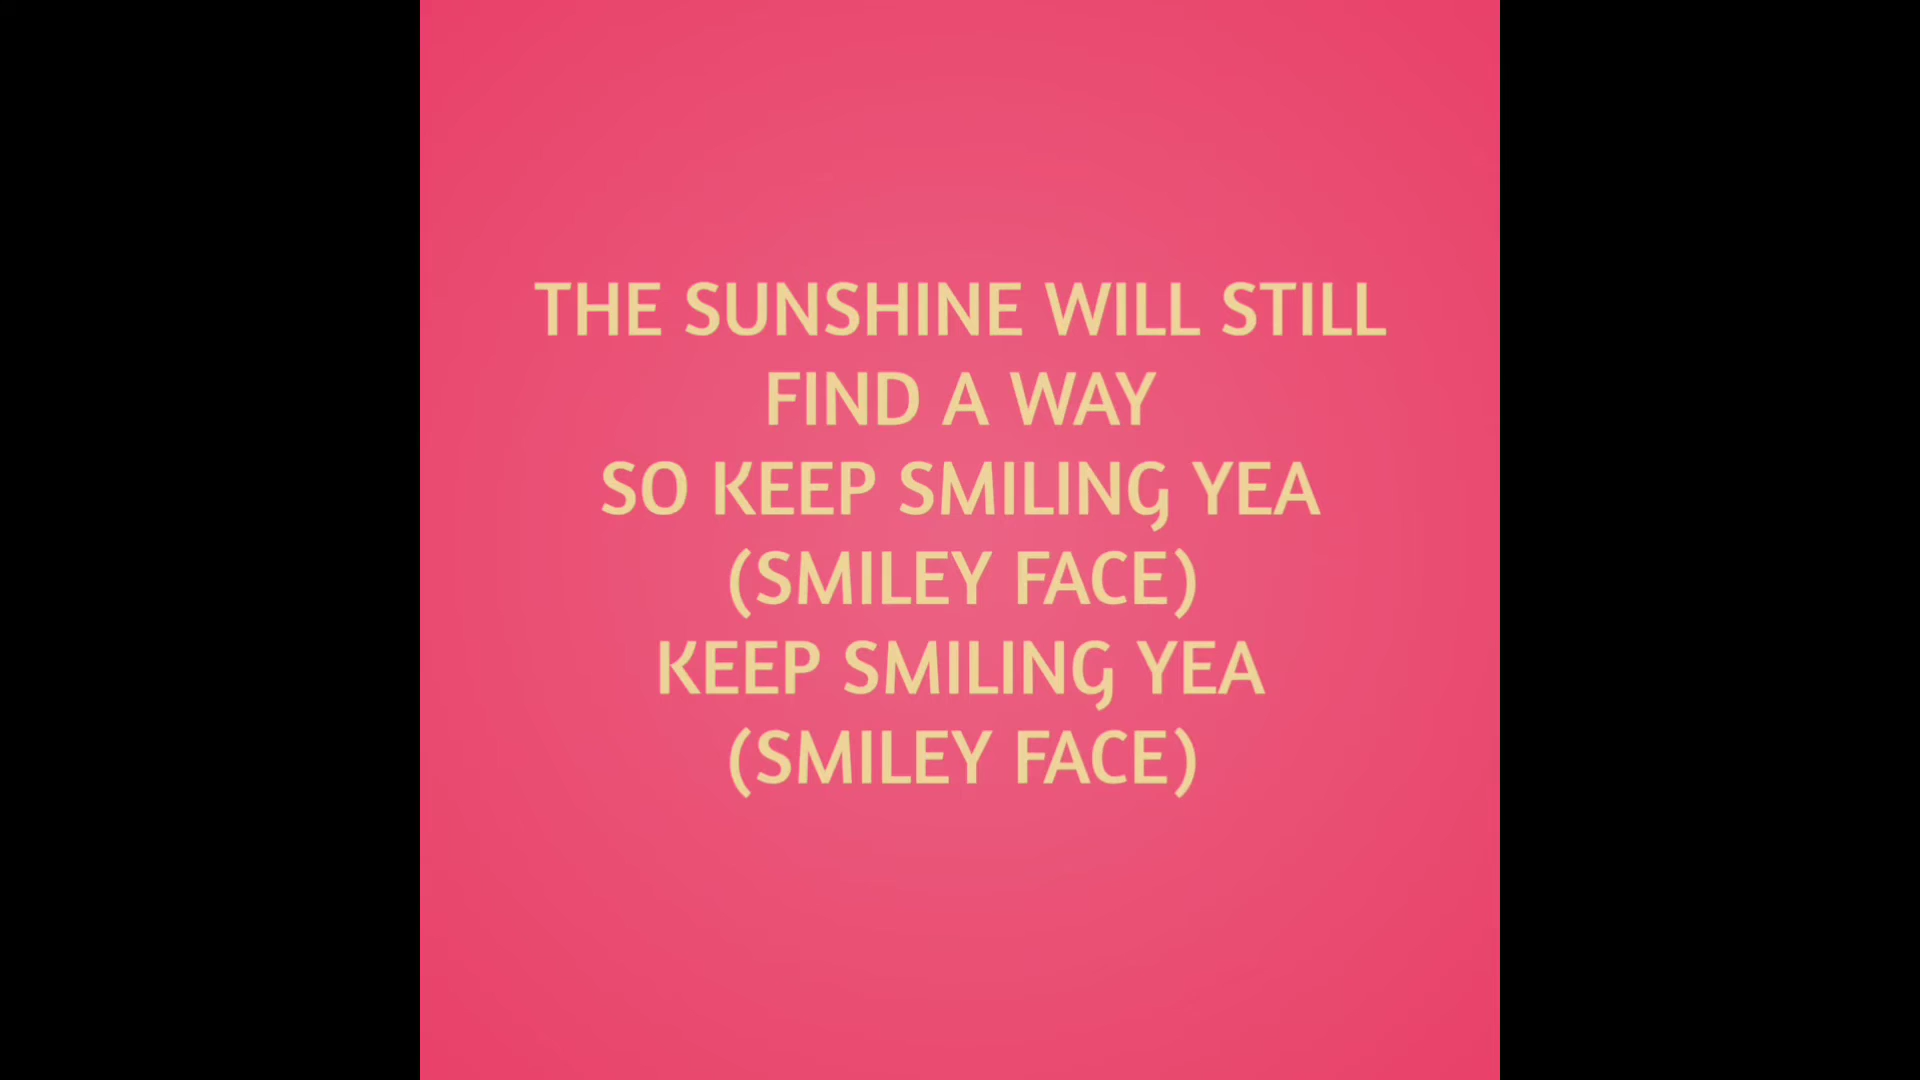 THE SUNSHINE WILL STILL
FIND A WAY
SO KEEP SMILING YEA
(SMILEY FACE)
KEEP SMILING YEA
(SMILEY FACE)